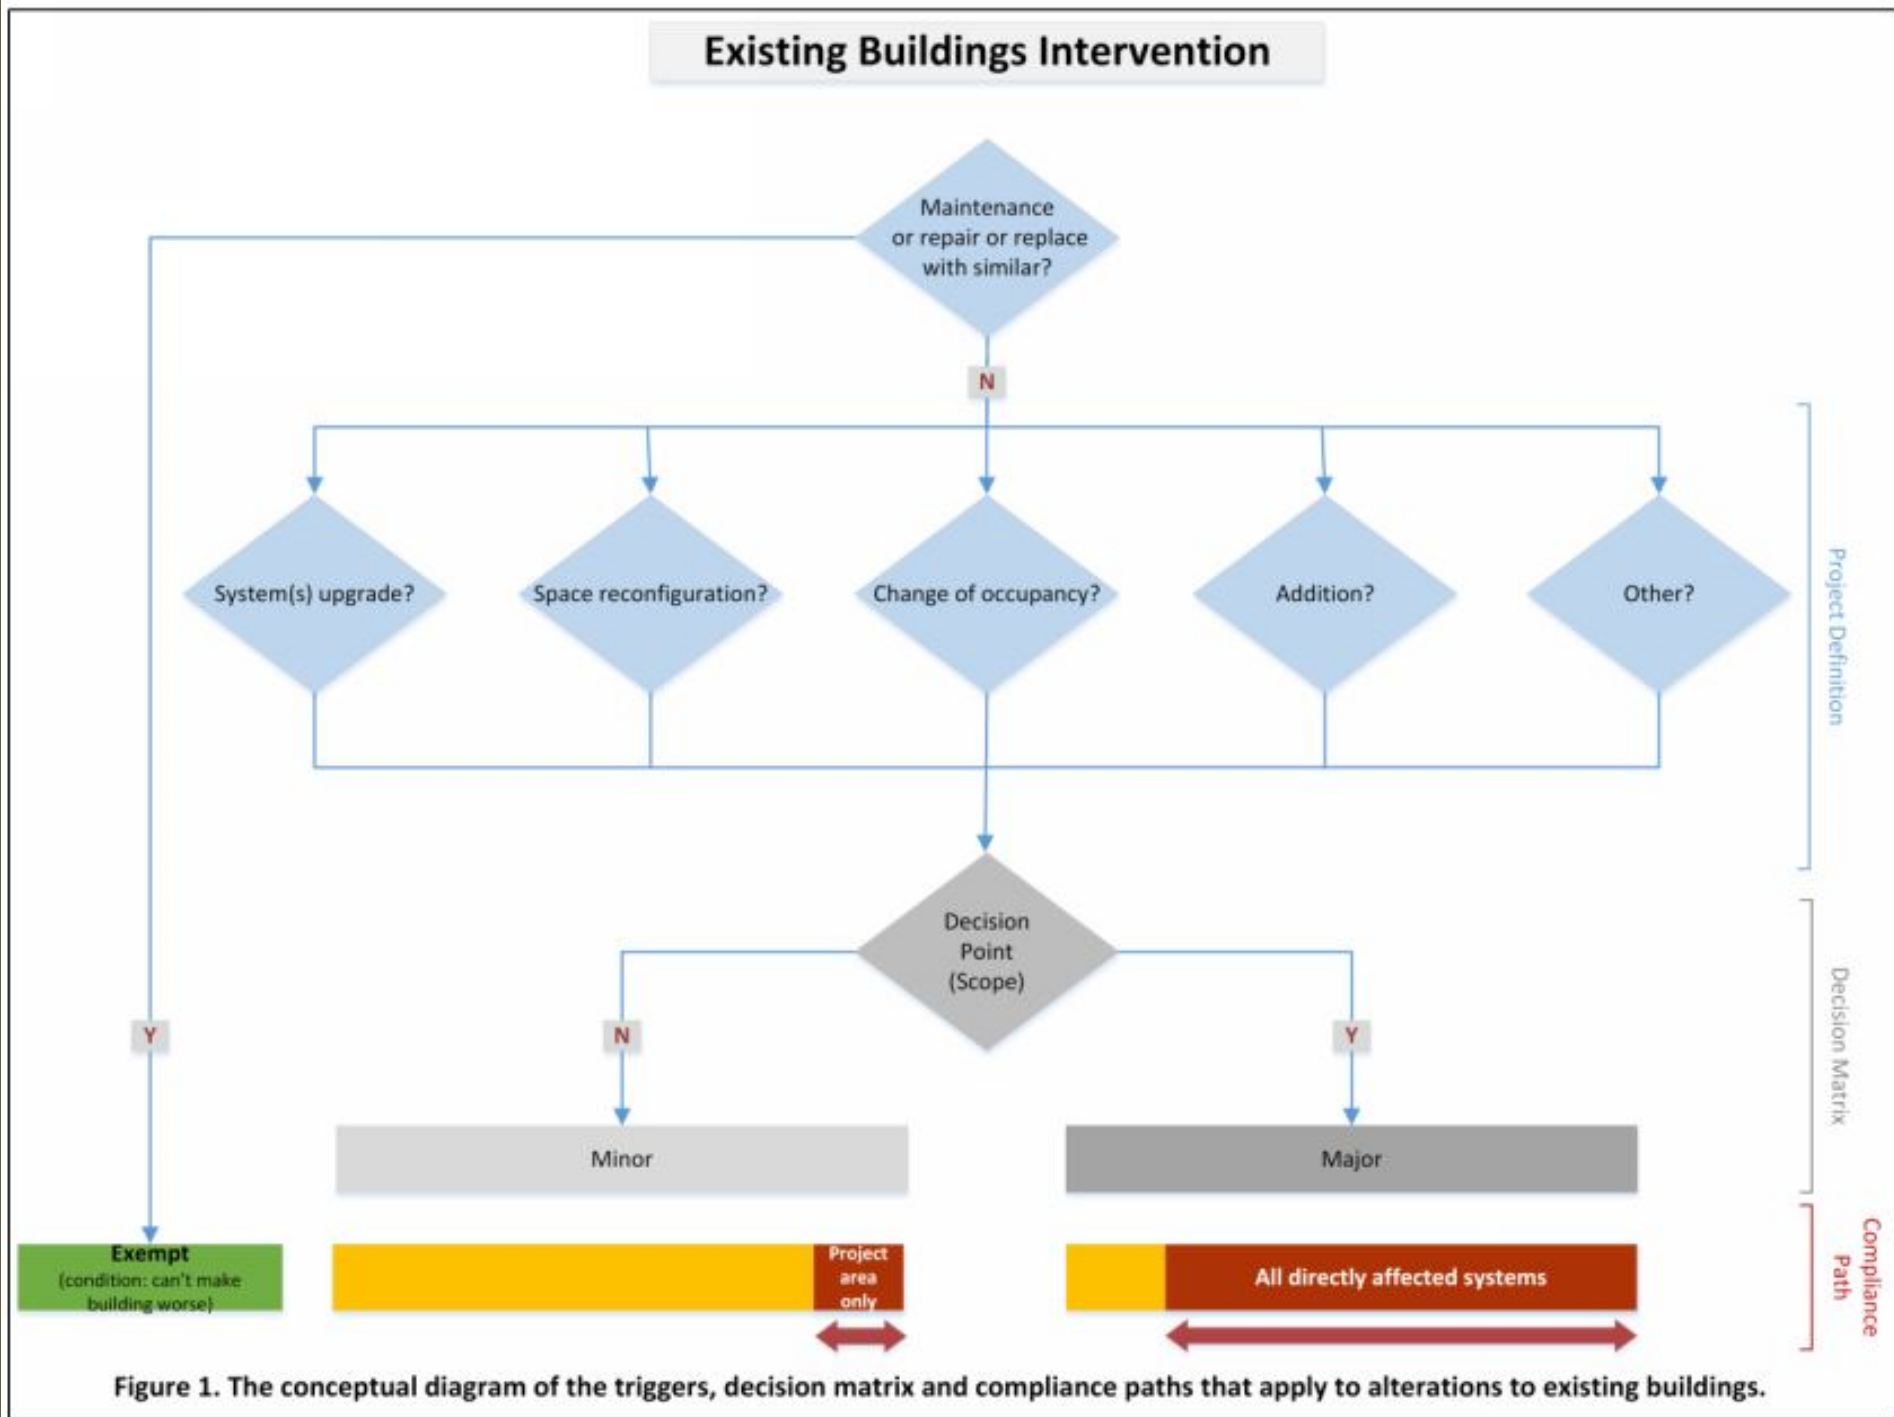 Existing Buildings Intervention
Maintenance
or repair or replace
with similar?
N
System(s) upgrade?
Space reconfiguration?
Change of occupancy?
Addition?
Other?
Project Definition
Decision
Point
(Scope)
Y
N
Y
Decision Matrix
Minor
Major
Exempt
(condition: can't make
building worse)
Project
area
only
All directly affected systems
Compliance
Path
Figure 1. The conceptual diagram of the triggers, decision matrix and compliance paths that apply to alterations to existing buildings.